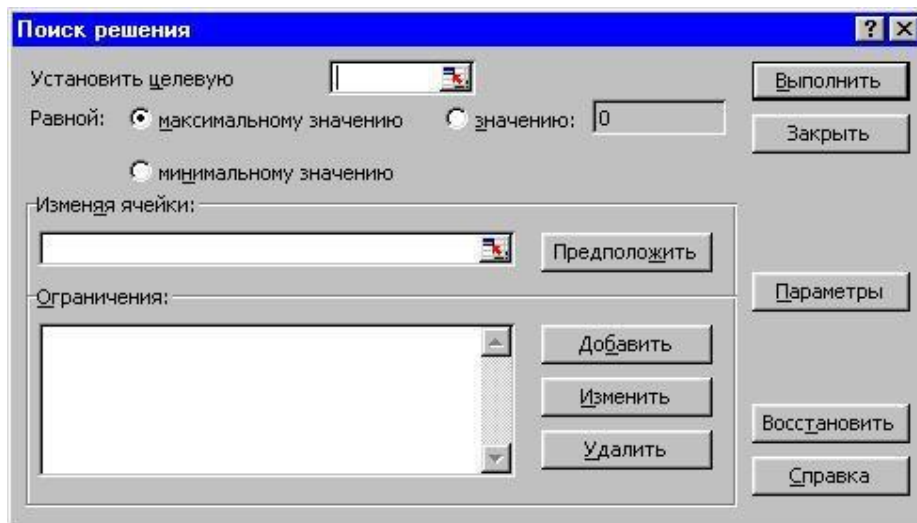 Поиск решения
Установить целевую
Выполнить
Равной: максимальному значению значению: 0
Закрыть
минимальному значению
Изменяя ячейки:
Предположить
Параметры
Ограничения:
Добавить
Изменить
Восстановить
Удалить
Справка